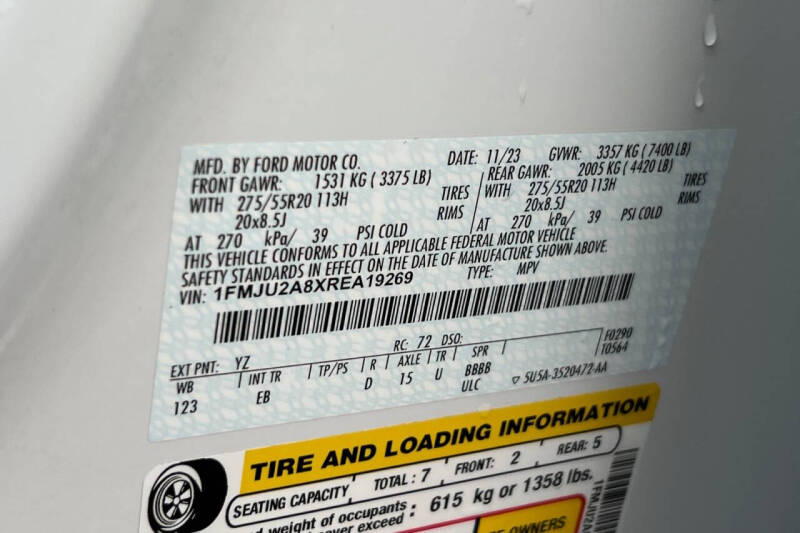 MFD. BY FORD MOTOR CO. DATE: 11/23 GVWR: 3357 KG ( 7400 LB)
FRONT GAWR: 1531 KG ( 3375 LB) REAR GAWR: 2005 KG ( 4420 LB)
WITH 275/55R20 113H TIRES WITH 275/55R20 113H TIRES
20x8.5J RIMS 20x8.5J RIMS
AT 270 kPa/ 39 PSI COLD AT 270 kPa/ 39 PSI COLD
THIS VEHICLE CONFORMS TO ALL APPLICABLE FEDERAL MOTOR VEHICLE
SAFETY STANDARDS IN EFFECT ON THE DATE OF MANUFACTURE SHOWN ABOVE.
VIN: 1FMJU2A8XREA19269 TYPE: MPV
EXT PNT: YZ RC: 72 DSO: F0290
WB INT TR TP/PS R AXLE TR SPR T0564
123 EB D 15 U BBBB
ULC ▽ 5U5A-3520472-AA
TIRE AND LOADING INFORMATION
SEATING CAPACITY TOTAL : 7 FRONT: 2 REAR: 5
d weight of occupants
ver exceed : 615 kg or 1358 lbs.
OWNERS
1FMJU2A